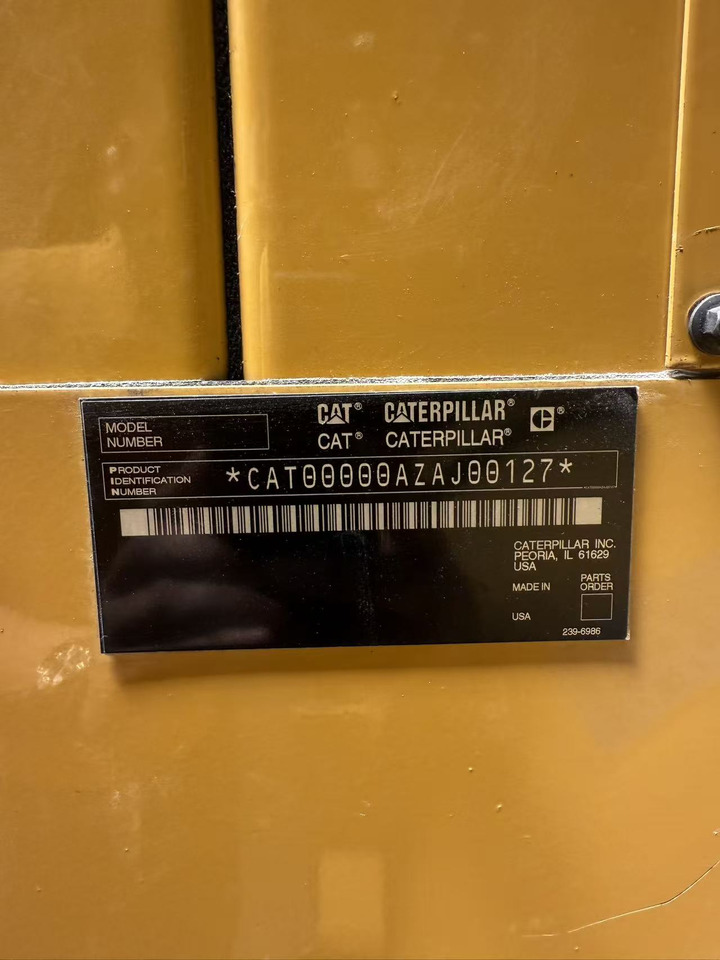 CAT® CATERPILLAR® C®
CAT® CATERPILLAR®
MODEL
NUMBER
PRODUCT
IDENTIFICATION
NUMBER
*CAT00000AZAJ00127*
CATERPILLAR INC.
PEORIA, IL 61629
USA
MADE IN
USA
PARTS
ORDER
239-6986